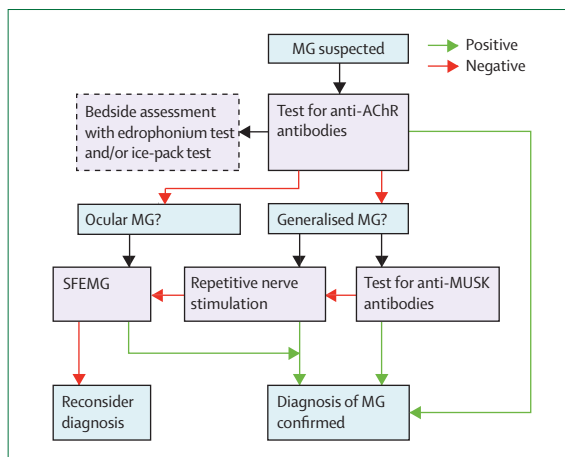 MG suspected
Positive
Negative
Bedside assessment
with edrophonium test
and/or ice-pack test
Test for anti-AChR
antibodies
Ocular MG?
Generalised MG?
SFEMG
Repetitive nerve
stimulation
Test for anti-MUSK
antibodies
Reconsider
diagnosis
Diagnosis of MG
confirmed